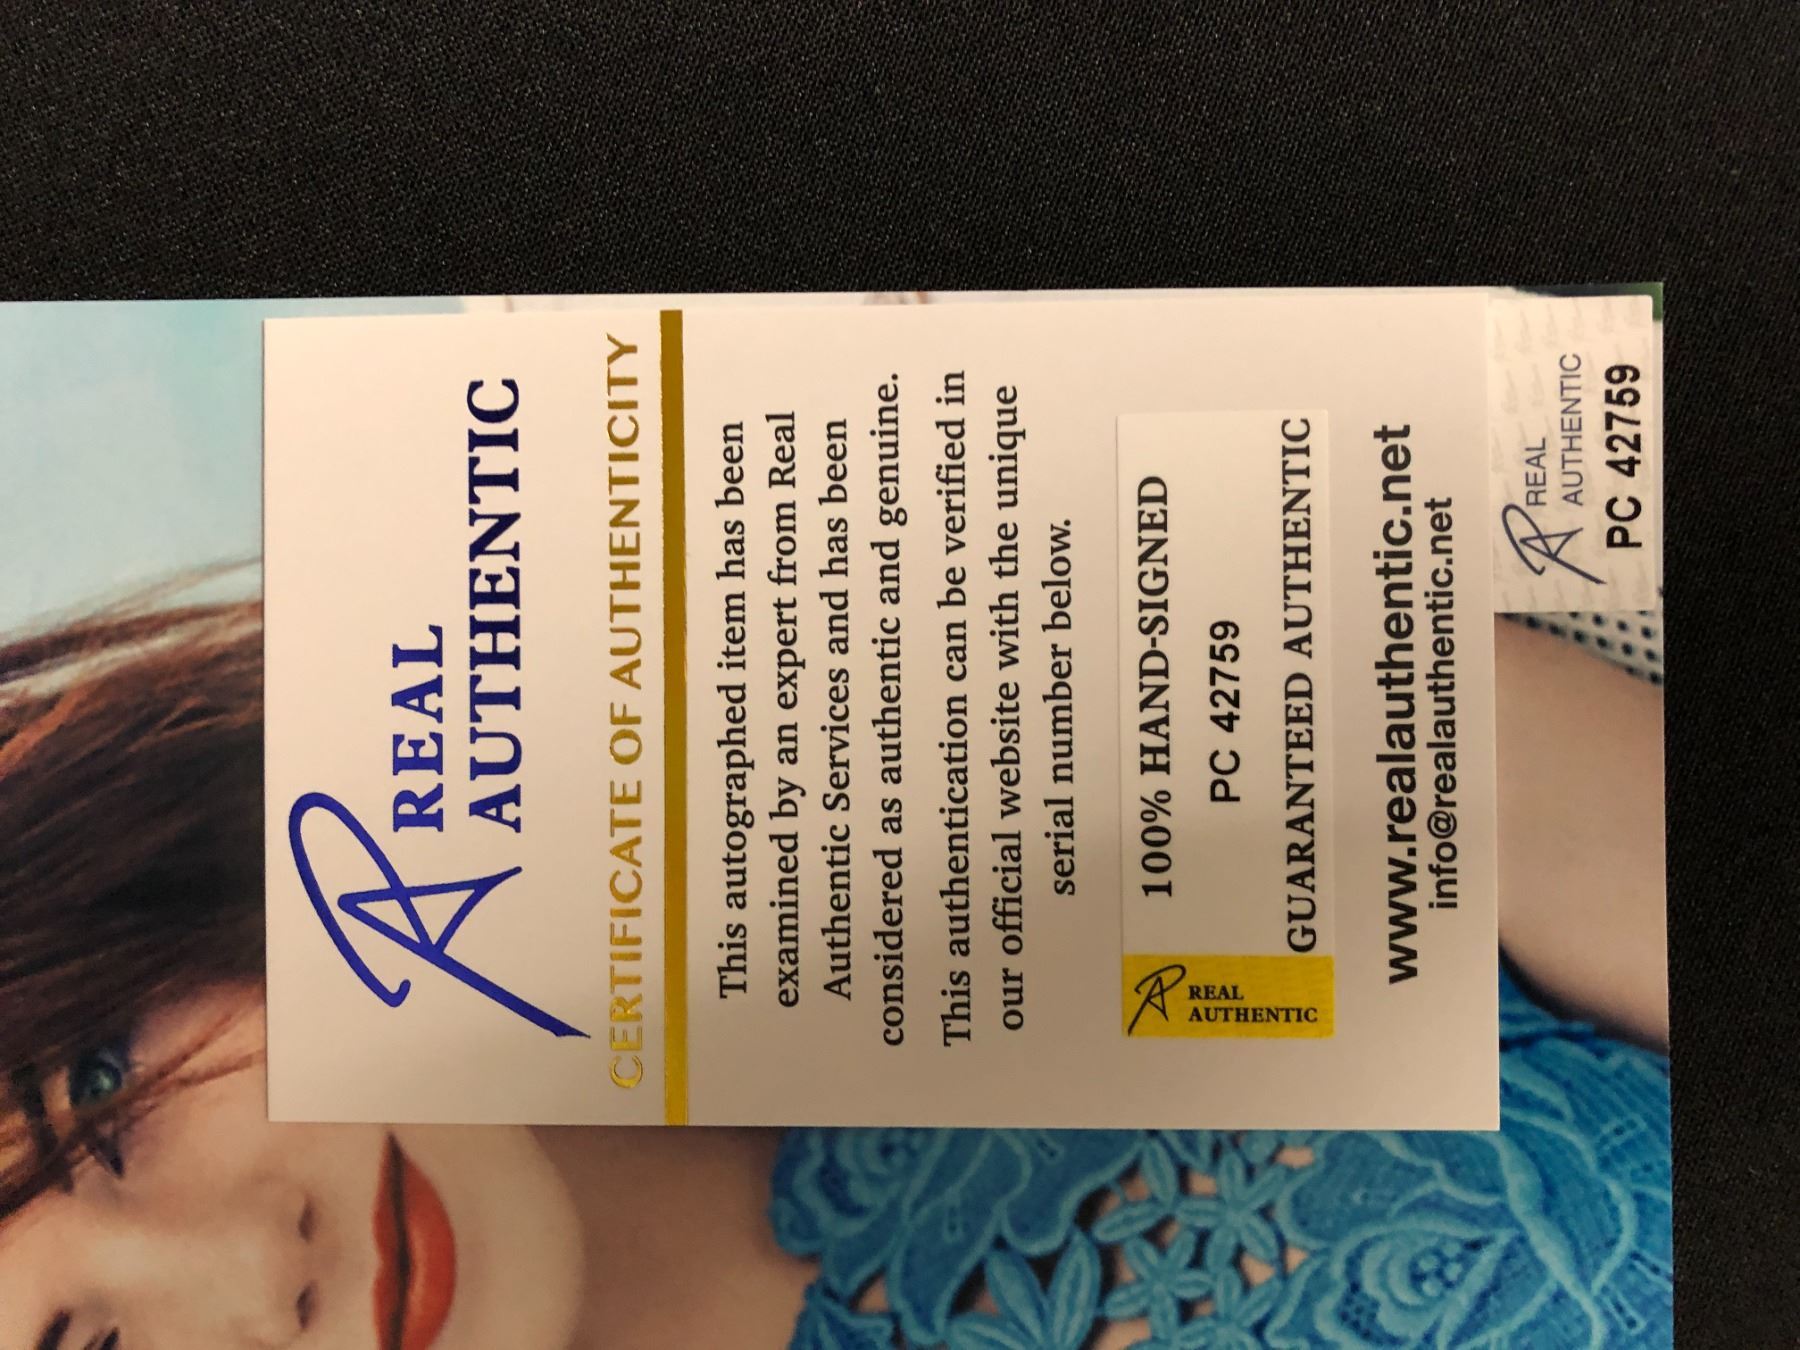 REAL
AUTHENTIC
CERTIFICATE OF AUTHENTICITY
This autographed item has been
examined by an expert from Real
Authentic Services and has been
considered as authentic and genuine.
This authentication can be verified in
our official website with the unique
serial number below.
REAL
AUTHENTIC
100% HAND-SIGNED
PC 42759
GUARANTEED AUTHENTIC
www.realauthentic.net
info@realauthentic.net
REAL
AUTHENTIC
PC 42759